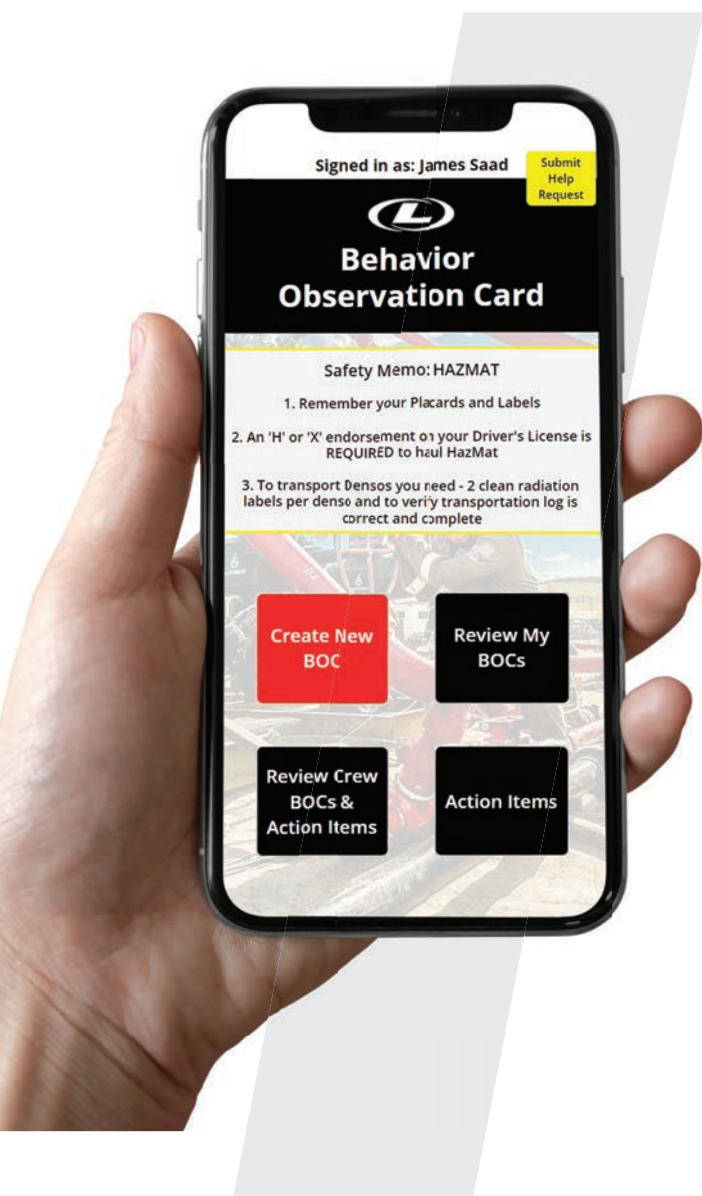 Signed in as: James Saad
Submit
Help
Request
L
Behavior
Observation Card
Safety Memo: HAZMAT
1. Remember your Placards and Labels
2. An 'H' or 'X' endorsement on your Driver's License is
REQUIRED to haul HazMat
3. To transport Densos you need - 2 clean radiation
labels per denso and to verify transportation log is
correct and complete
Create New
BOC
Review My
BOCs
Review Crew
BOCs &
Action Items
Action Items